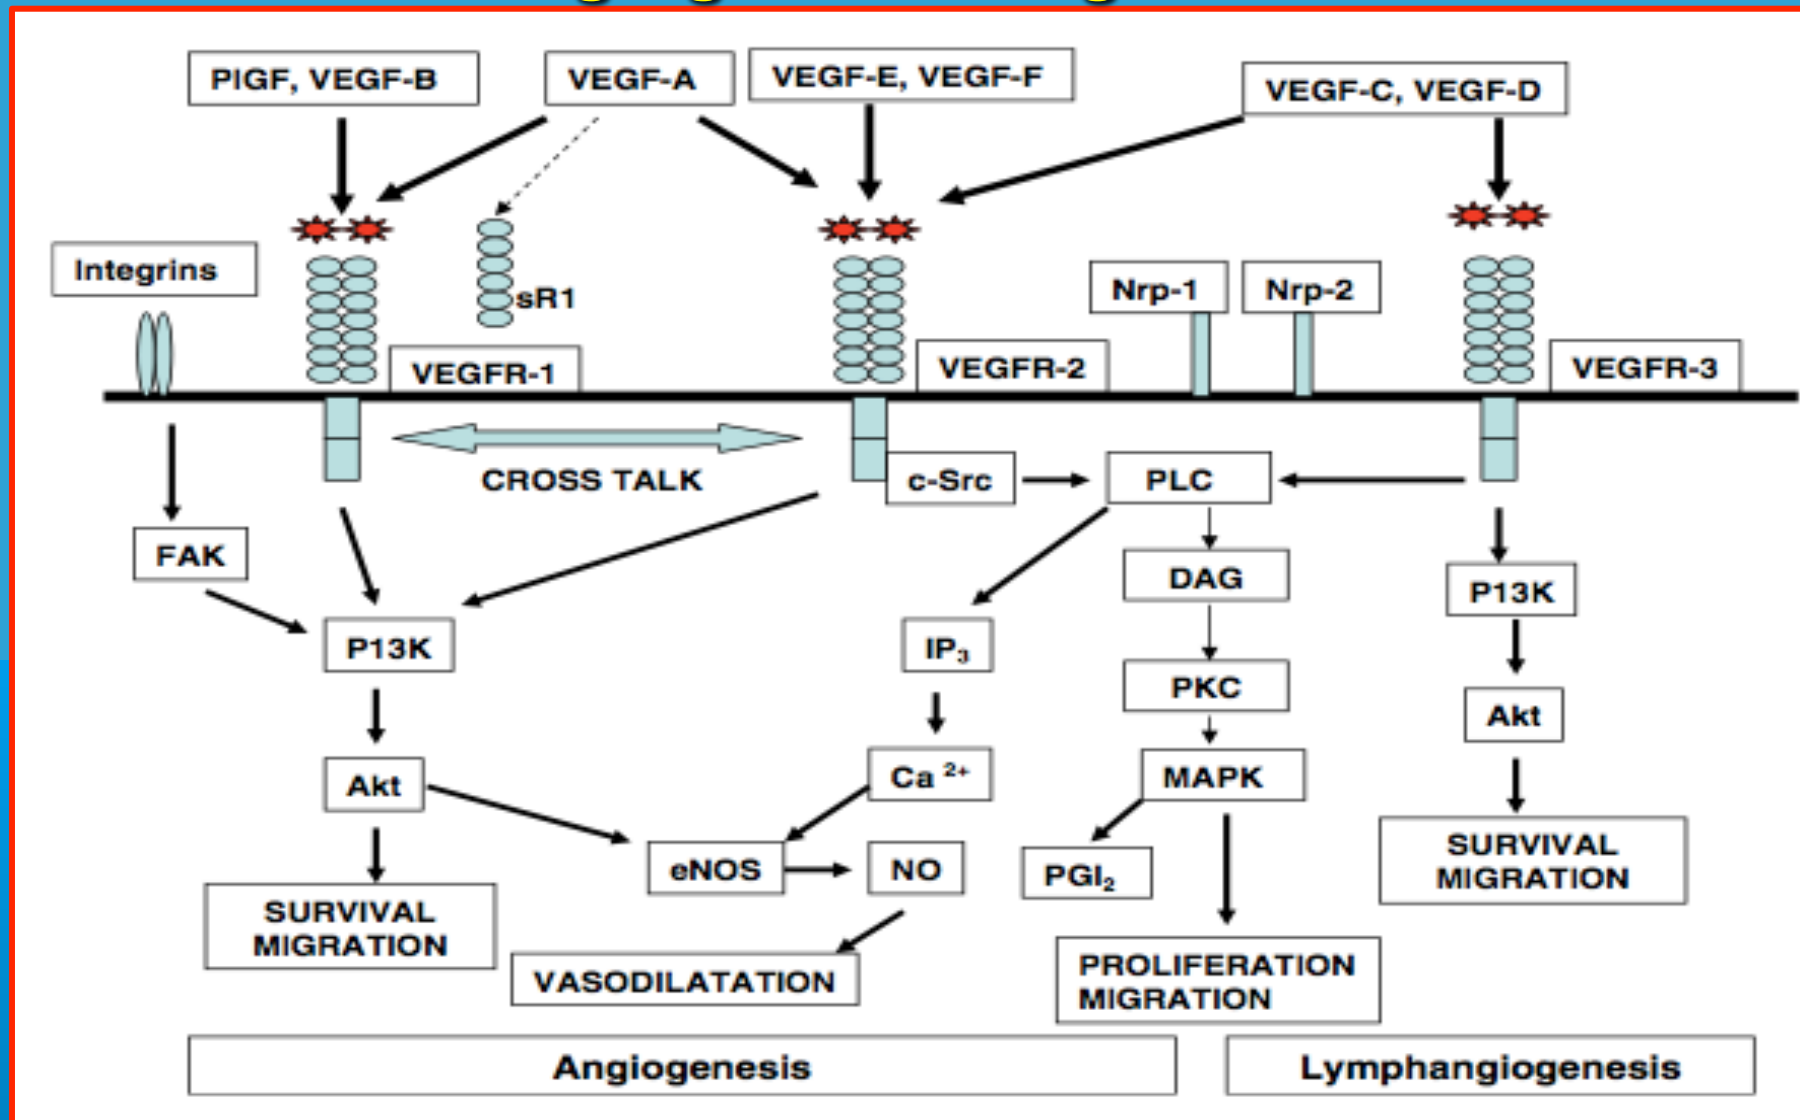 PIGF, VEGF-B
VEGF-A
VEGF-E, VEGF-F
VEGF-C, VEGF-D
Integrins
sR1
Nrp-1
Nrp-2
VEGFR-1
VEGFR-2
VEGFR-3
CROSS TALK
c-Src
PLC
FAK
DAG
P13K
P13K
IP₃
PKC
Akt
Akt
Ca ²⁺
MAPK
eNOS
NO
PGI₂
SURVIVAL
MIGRATION
SURVIVAL
MIGRATION
VASODILATATION
PROLIFERATION
MIGRATION
Angiogenesis
Lymphangiogenesis